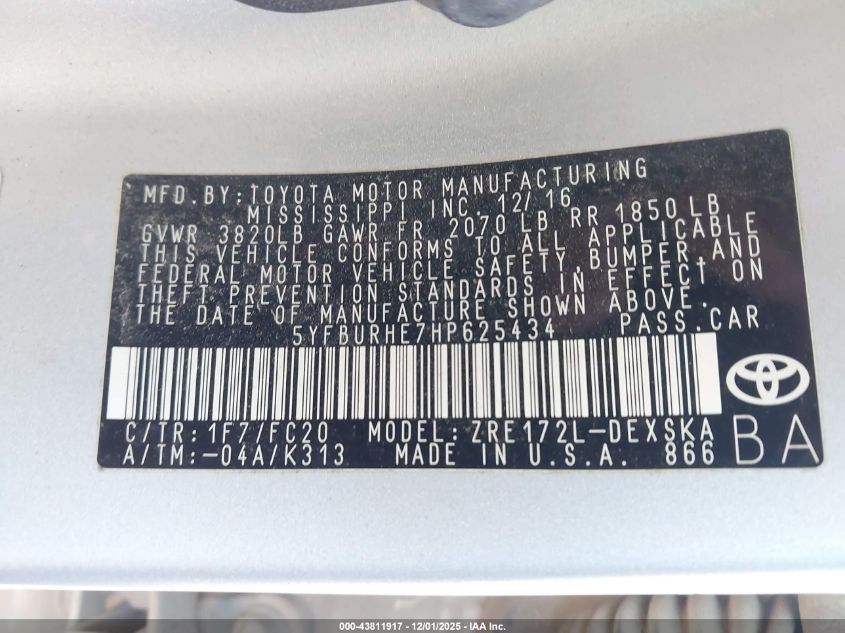 MFD.BY:TOYOTA MOTOR MANUFACTURING
MISSISSIPPI INC. 12/16
GVWR 3820LB GAWR FR 2070 LB RR 1850 LB
THIS VEHICLE CONFORMS TO ALL APPLICABLE
FEDERAL MOTOR VEHICLE SAFETY,BUMPER,AND
THEFT PREVENTION STANDARDS IN EFFECT ON
THE DATE OF MANUFACTURE SHOWN ABOVE.
5YFBURHE7HP625434 PASS.CAR
C/TR:1F7/FC20 MODEL:ZRE172L-DEXSKA
A/TM:-04A/K313 MADE IN U.S.A. 866
BA
000-43811917 - 12/01/2025 - IAA Inc.